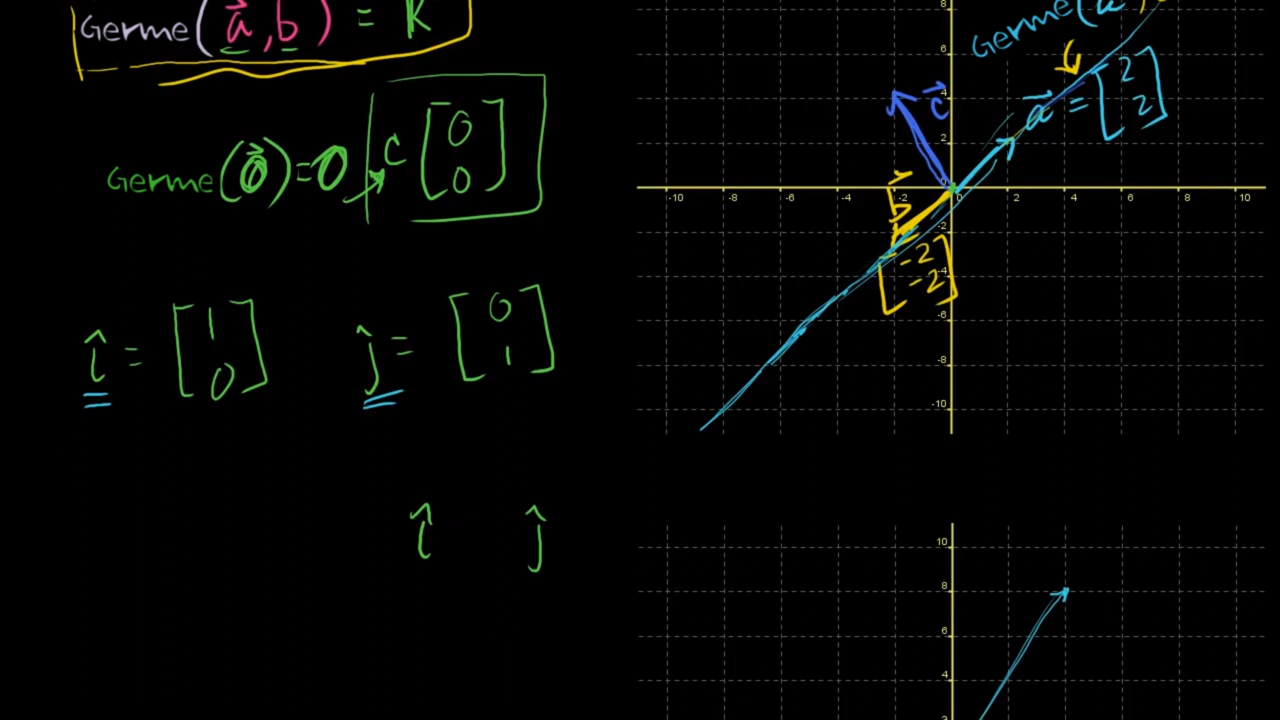 Germe(a⃗, b⃗) = R
Germe(0⃗)=0
C [0
0]
î = [1
0]
ĵ = [0
1]
î ĵ
Germe(a⃗
a⃗ = [2
2]
c⃗
b⃗
[-2
-2]
8
6
4
2
0
-10 -8 -6 -4 -2 0 2 4 6 8 10
-2
-4
-6
-8
-10
10
8
6
4